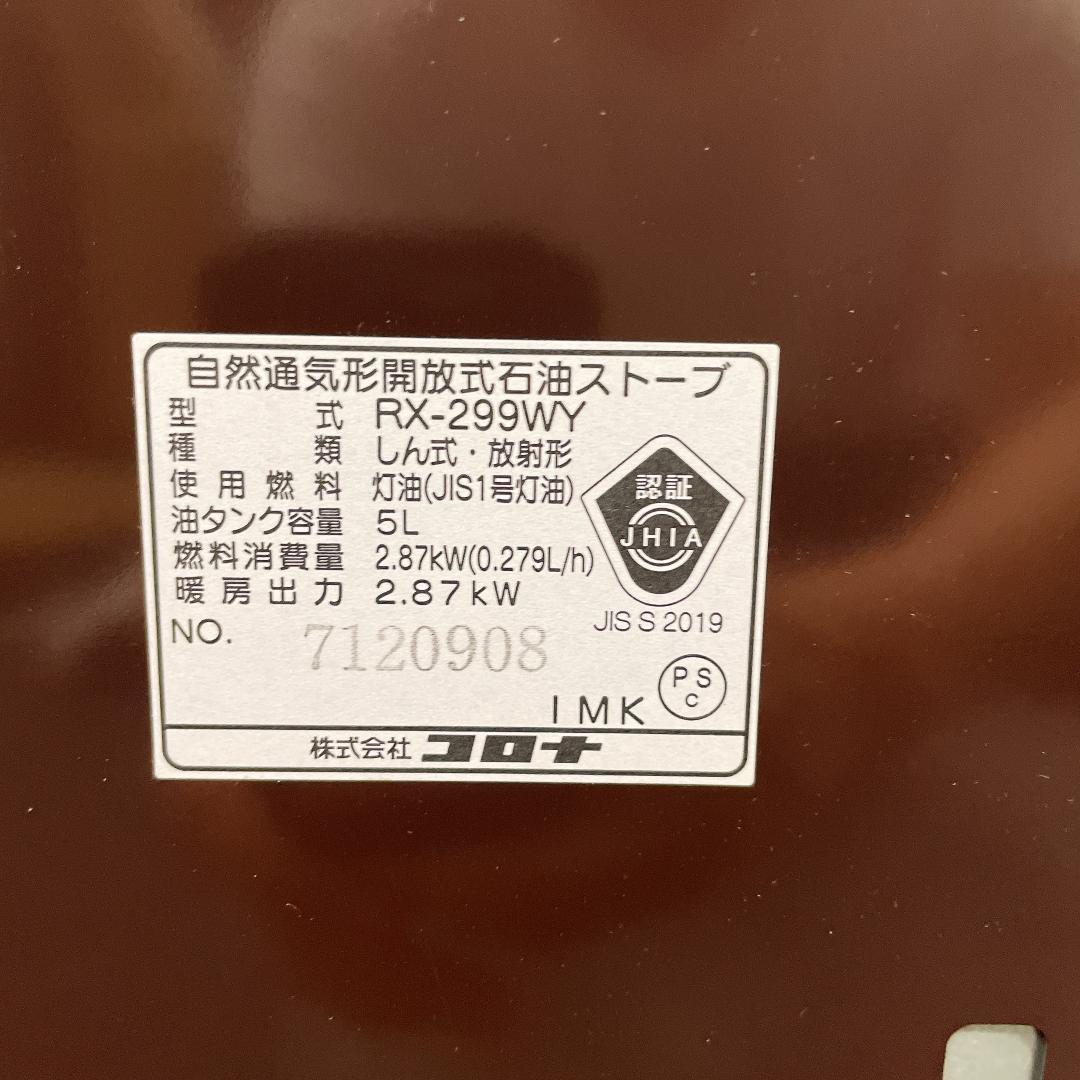 自然通気形開放式石油ストーブ
型式 RX-299WY
種類 しん式・放射形
使用燃料 灯油(JIS1号灯油)
油タンク容量 5L
燃料消費量 2.87kW(0.279L/h)
暖房出力 2.87kW
認証
JHIA
JIS S 2019
NO. 7120908
IMK
PS
C
株式会社 コロナ